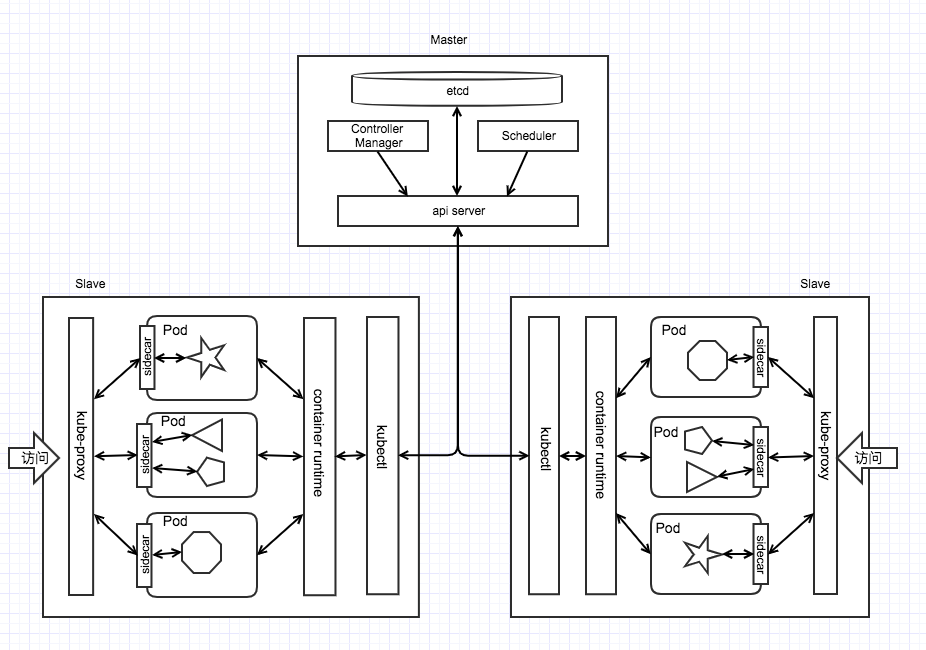 Master
etcd
Controller
Manager
Scheduler
api server
Slave
kube-proxy
访问
Pod
sidecar
Pod
sidecar
Pod
sidecar
container runtime
kubectl
Slave
kubectl
container runtime
Pod
sidecar
Pod
sidecar
Pod
sidecar
kube-proxy
访问